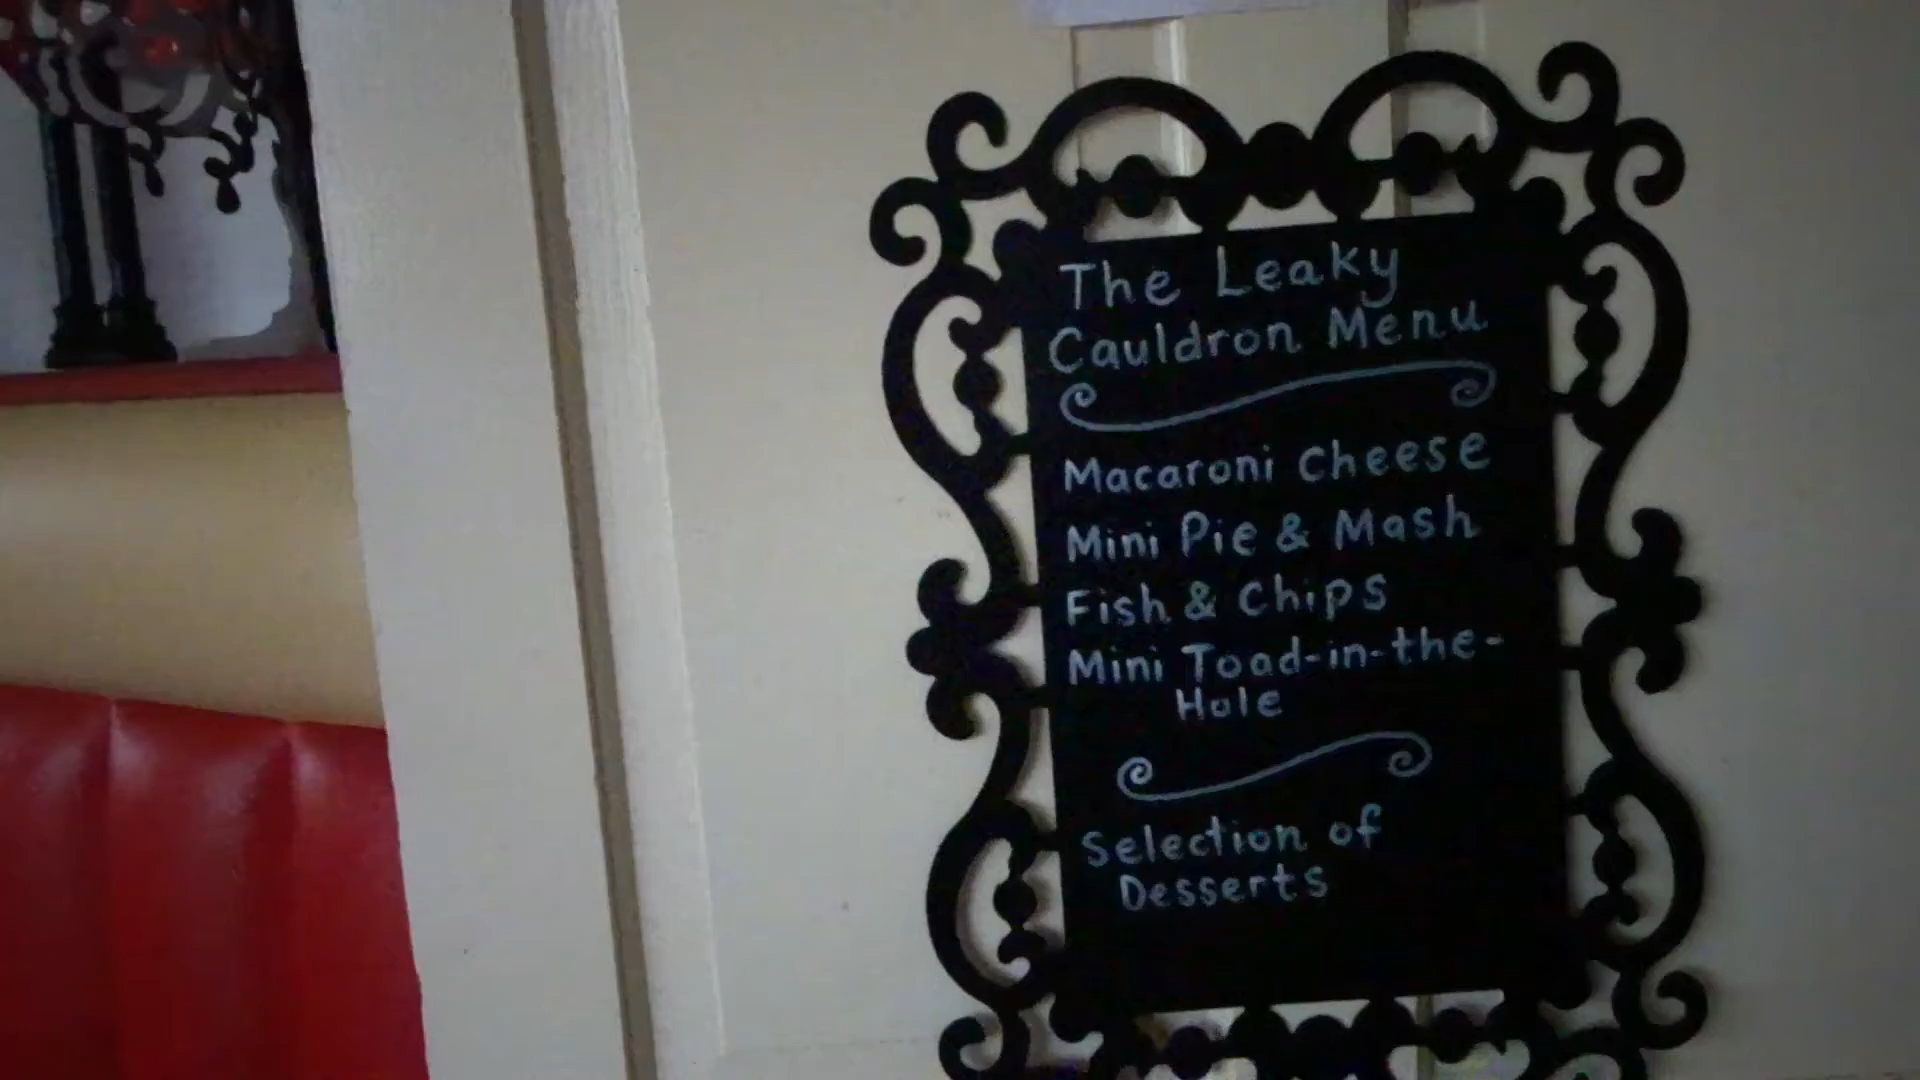 The Leaky
Cauldron Menu
Macaroni Cheese
Mini Pie & Mash
Fish & Chips
Mini Toad-in-the-
Hole
Selection of
Desserts